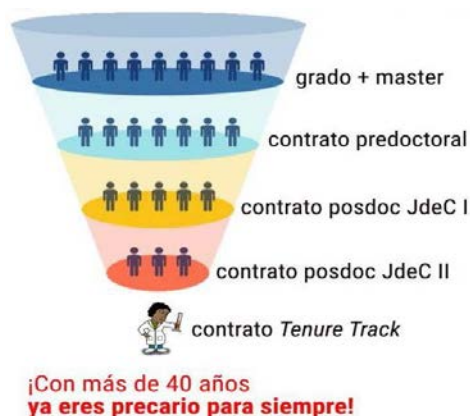 grado + master
contrato predoctoral
contrato posdoc JdeC I
contrato posdoc JdeC II
contrato Tenure Track
¡Con más de 40 años
ya eres precario para siempre!